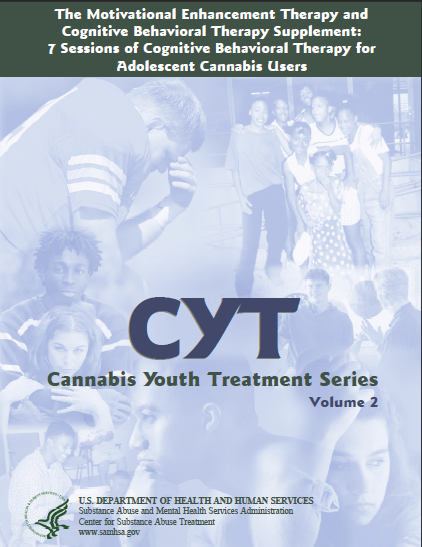 The Motivational Enhancement Therapy and
Cognitive Behavioral Therapy Supplement:
7 Sessions of Cognitive Behavioral Therapy for
Adolescent Cannabis Users
CYT
Cannabis Youth Treatment Series
Volume 2
U.S. DEPARTMENT OF HEALTH AND HUMAN SERVICES
Substance Abuse and Mental Health Services Administration
Center for Substance Abuse Treatment
www.samhsa.gov